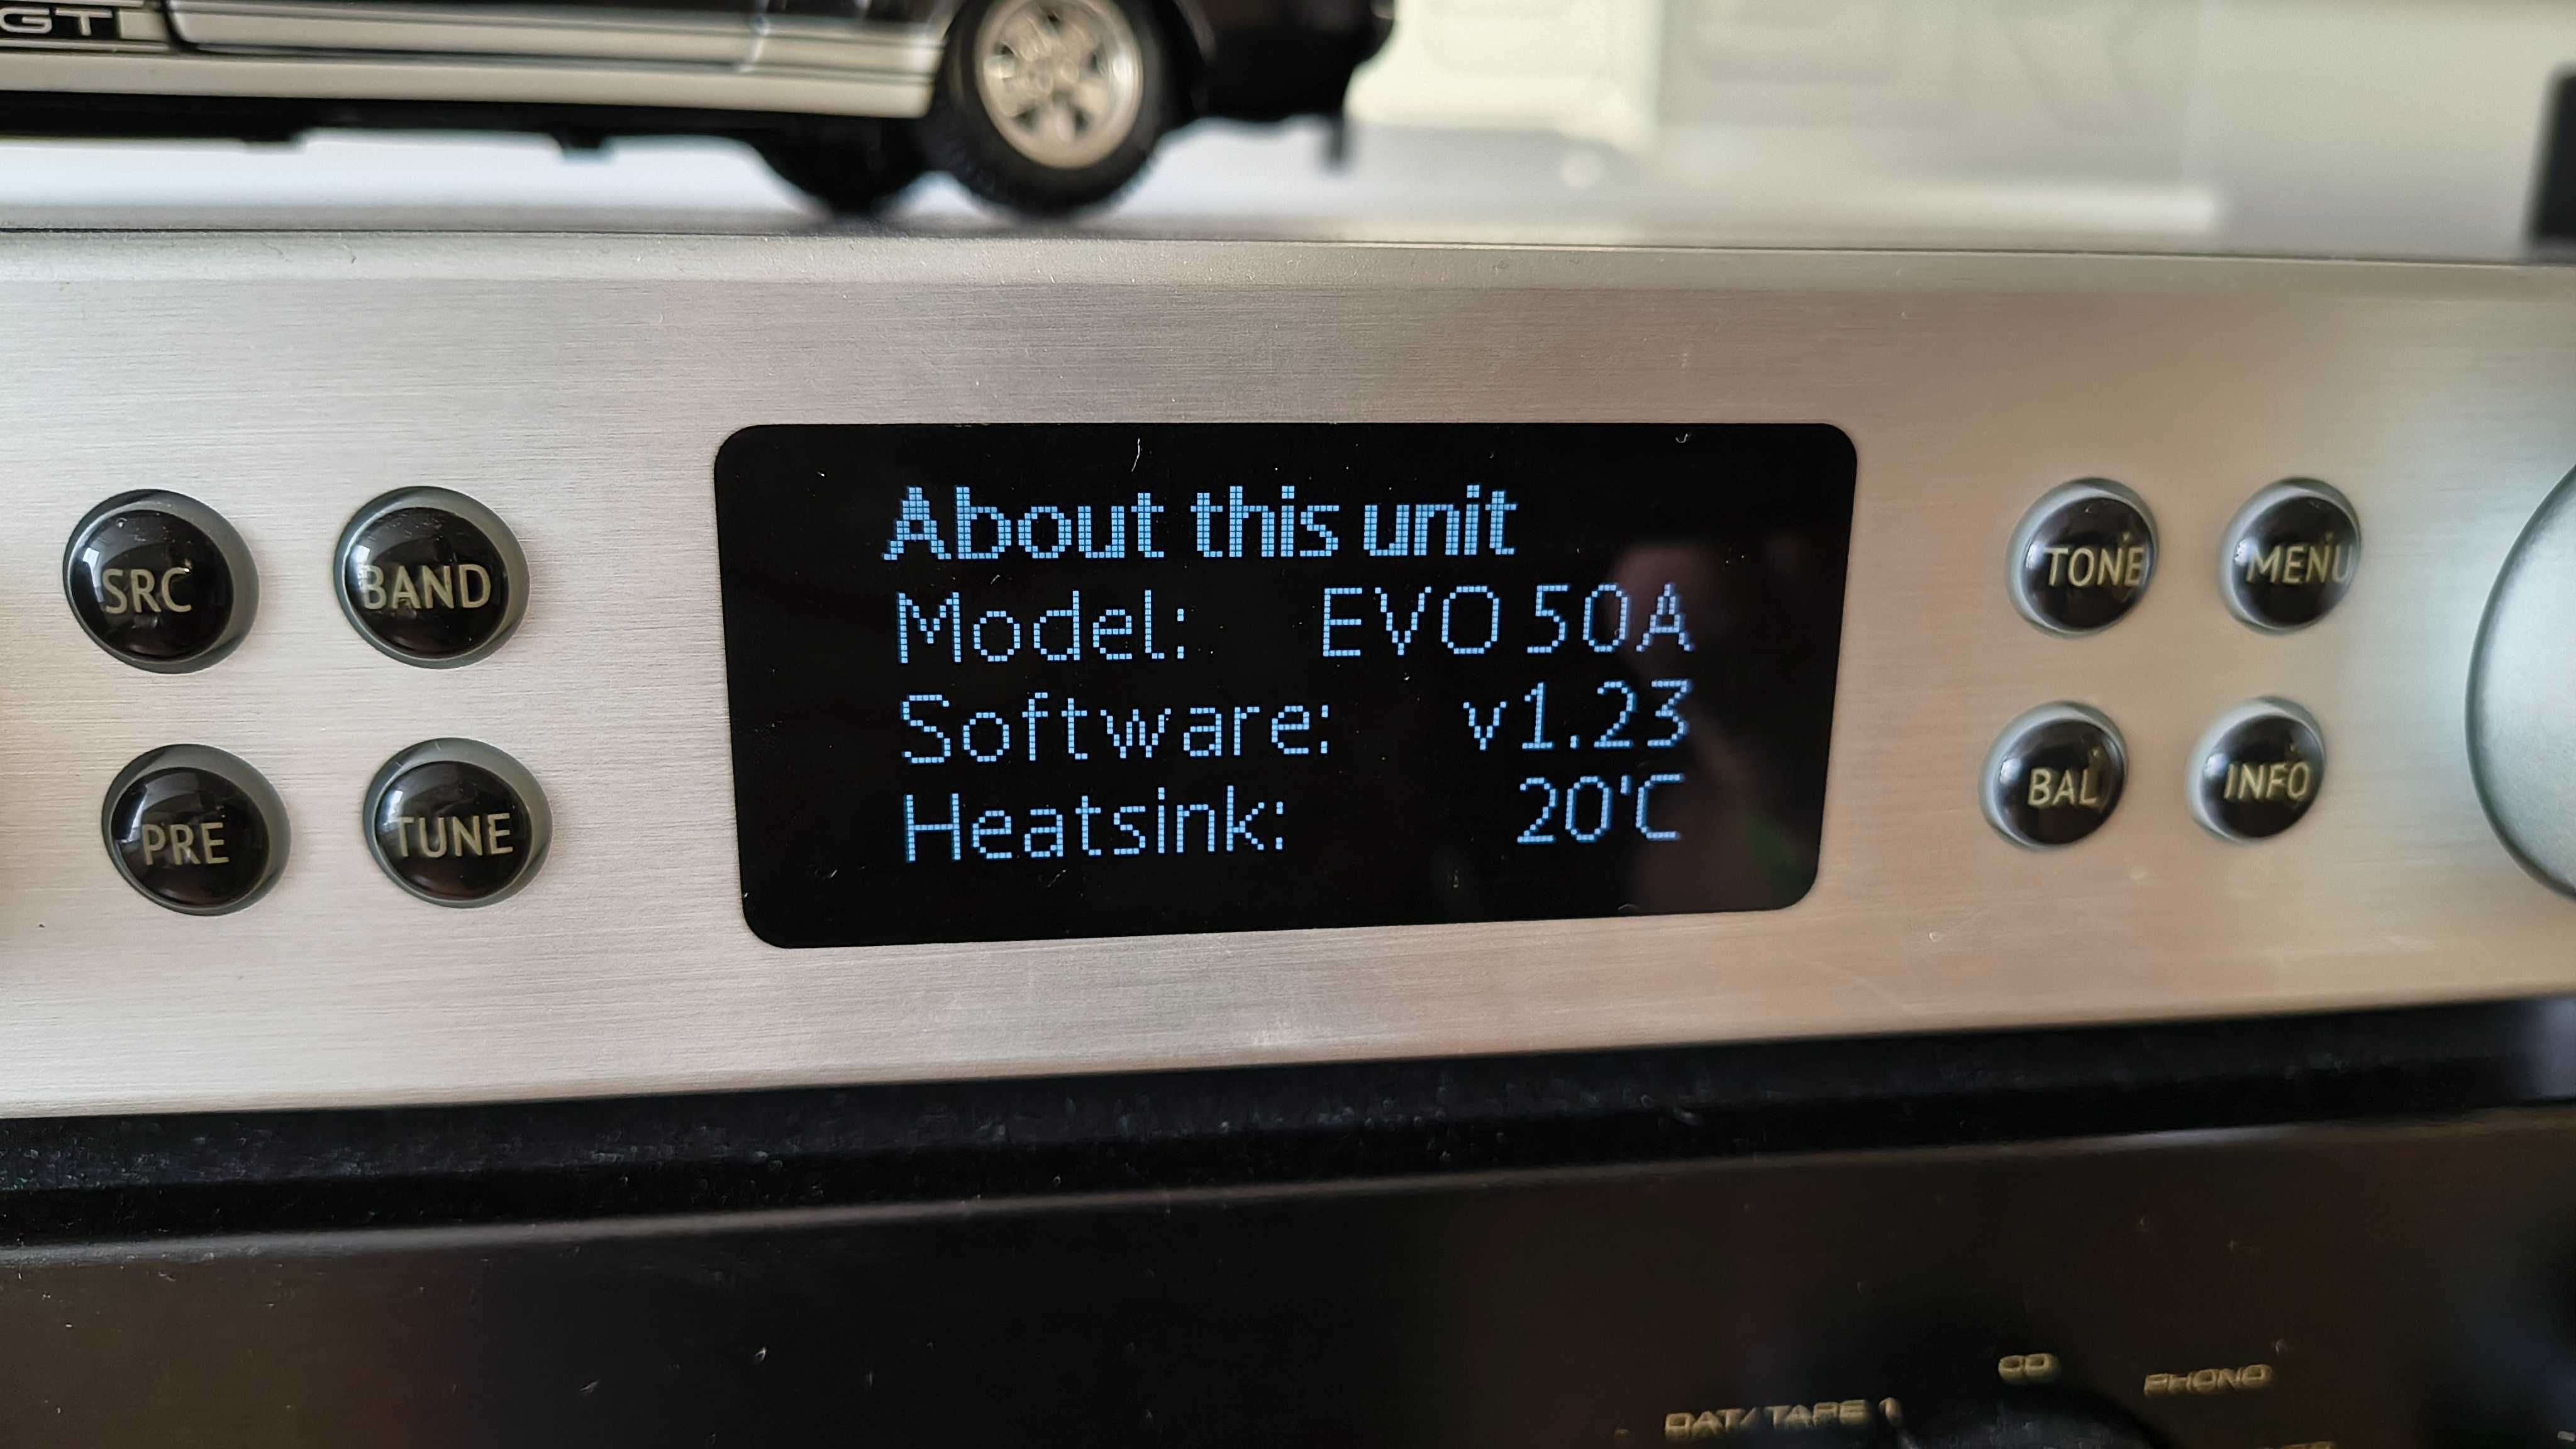 GT
About this unit
Model: EVO 50A
Software: v1.23
Heatsink: 20'C
SRC BAND
PRE TUNE
TONE MENU
BAL INFO
CD
PHONO
DAT/TAPE 1